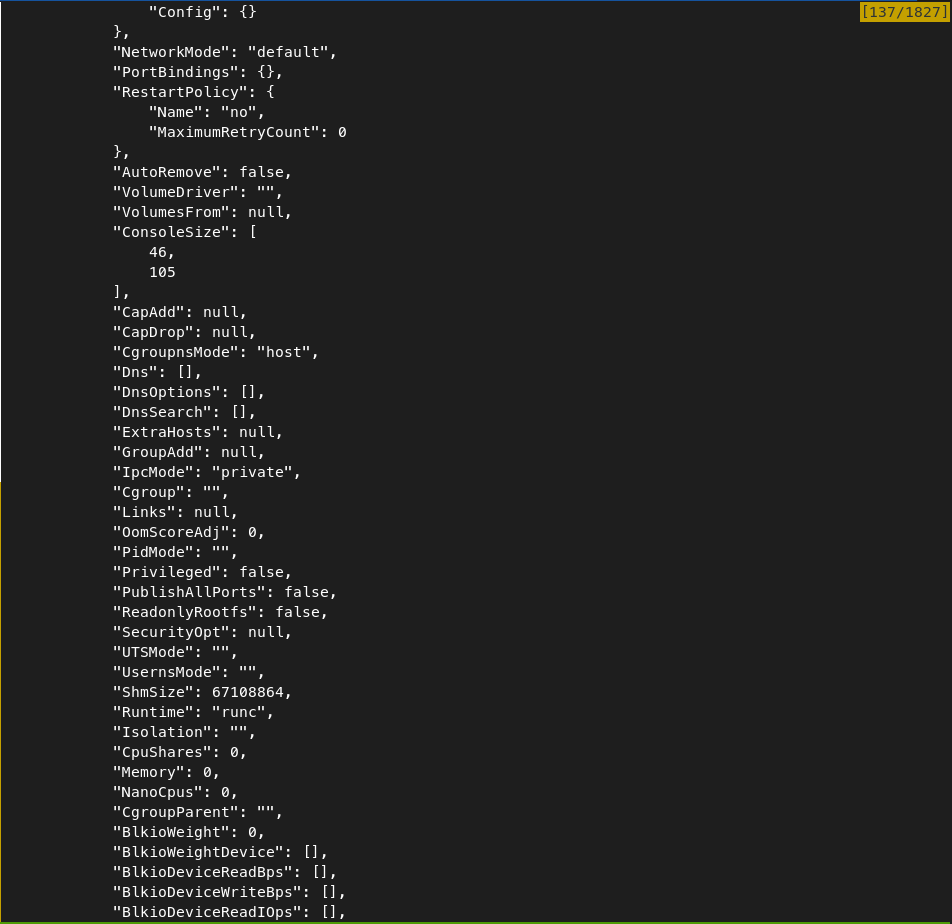 "Config": {}
[137/1827]
},
"NetworkMode": "default",
"PortBindings": {},
"RestartPolicy": {
"Name": "no",
"MaximumRetryCount": 0
},
"AutoRemove": false,
"VolumeDriver": "",
"VolumesFrom": null,
"ConsoleSize": [
46,
105
],
"CapAdd": null,
"CapDrop": null,
"CgroupnsMode": "host",
"Dns": [],
"DnsOptions": [],
"DnsSearch": [],
"ExtraHosts": null,
"GroupAdd": null,
"IpcMode": "private",
"Cgroup": "",
"Links": null,
"OomScoreAdj": 0,
"PidMode": "",
"Privileged": false,
"PublishAllPorts": false,
"ReadonlyRootfs": false,
"SecurityOpt": null,
"UTSMode": "",
"UsernsMode": "",
"ShmSize": 67108864,
"Runtime": "runc",
"Isolation": "",
"CpuShares": 0,
"Memory": 0,
"NanoCpus": 0,
"CgroupParent": "",
"BlkioWeight": 0,
"BlkioWeightDevice": [],
"BlkioDeviceReadBps": [],
"BlkioDeviceWriteBps": [],
"BlkioDeviceReadIOps": [],